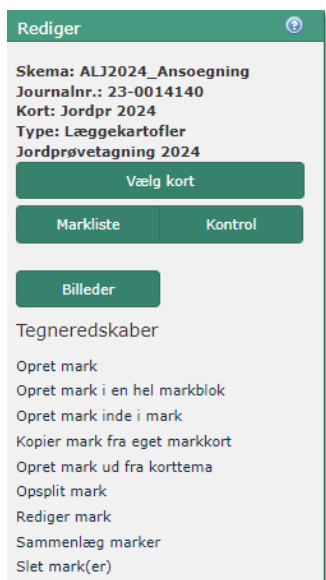 Rediger
Skema: ALJ2024_Ansoegning
Journalnr.: 23-0014140
Kort: Jordpr 2024
Type: Læggekartofler
Jordprøvetagning 2024
Vælg kort
Markliste Kontrol
Billeder
Tegneredskaber
Opret mark
Opret mark i en hel markblok
Opret mark inde i mark
Kopier mark fra eget markkort
Opret mark ud fra korttema
Opsplit mark
Rediger mark
Sammenlæg marker
Slet mark(er)